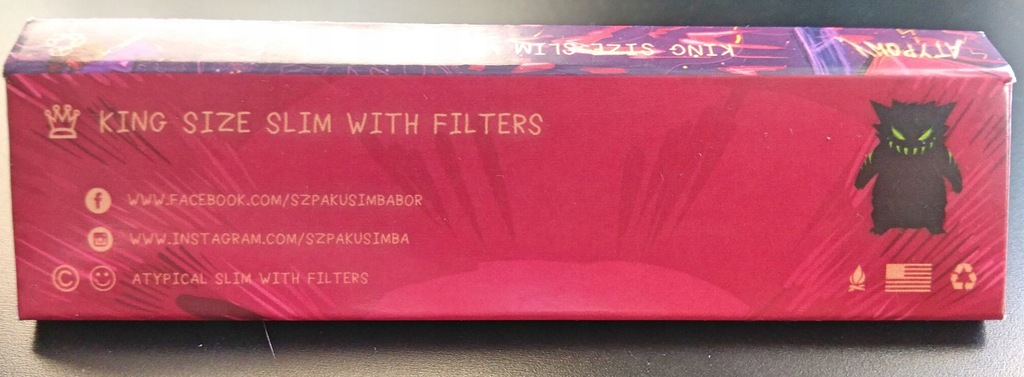 ATYPOWY
KING SIZE SLIM W
KING SIZE SLIM WITH FILTERS
WWW.FACEBOOK.COM/SZPAKUSIMBABOR
WWW.INSTAGRAM.COM/SZPAKUSIMBA
© ATYPICAL SLIM WITH FILTERS